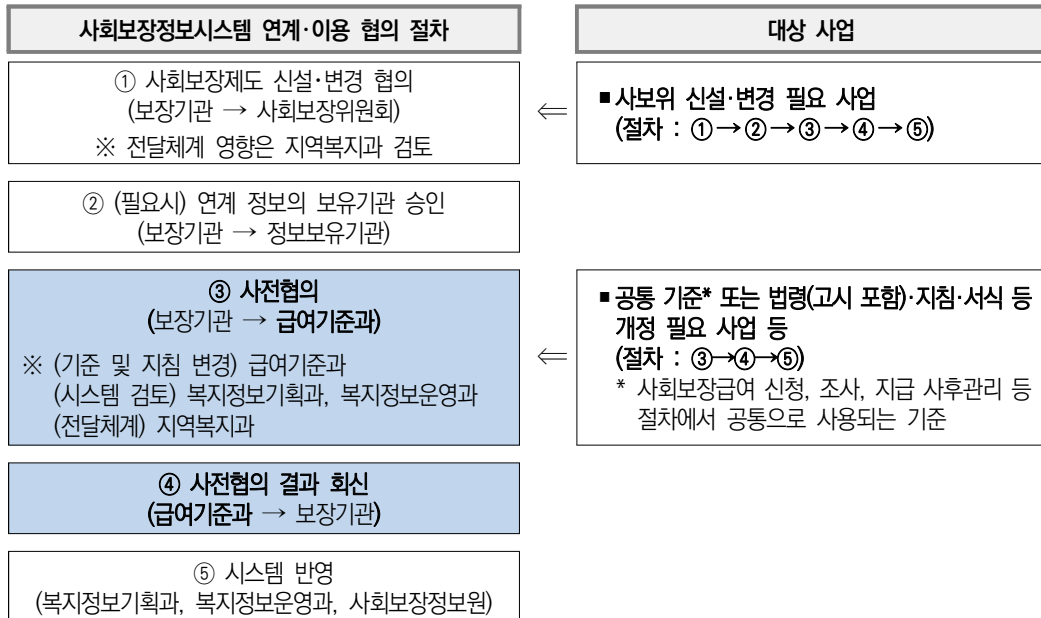 사회보장정보시스템 연계·이용 협의 절차
대상 사업
① 사회보장제도 신설·변경 협의
(보장기관 → 사회보장위원회)
※ 전달체계 영향은 지역복지과 검토
⇐
■ 사보위 신설·변경 필요 사업
(절차 : ①→②→③→④→⑤)
② (필요시) 연계 정보의 보유기관 승인
(보장기관 → 정보보유기관)
③ 사전협의
(보장기관 → 급여기준과)
※ (기준 및 지침 변경) 급여기준과
(시스템 검토) 복지정보기획과, 복지정보운영과
(전달체계) 지역복지과
⇐
■ 공통 기준* 또는 법령(고시 포함)·지침·서식 등
개정 필요 사업 등
(절차 : ③→④→⑤)
* 사회보장급여 신청, 조사, 지급 사후관리 등
절차에서 공통으로 사용되는 기준
④ 사전협의 결과 회신
(급여기준과 → 보장기관)
⑤ 시스템 반영
(복지정보기획과, 복지정보운영과, 사회보장정보원)